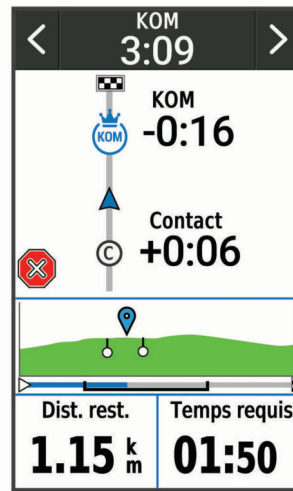 KOM
3:09
KOM
KOM
-0:16
Contact
C
+0:06
Dist. rest.
Temps requis
1.15 km
01:50